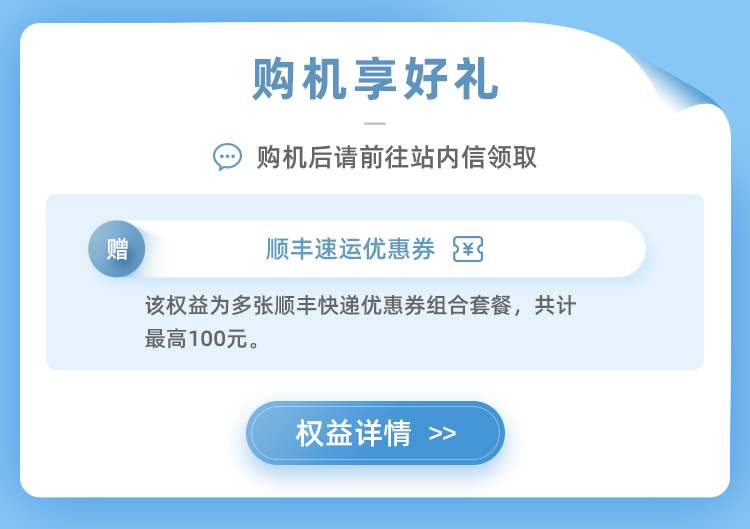 购机享好礼
购机后请前往站内信领取
赠
顺丰速运优惠券 ¥
该权益为多张顺丰快递优惠券组合套餐，共计
最高100元。
权益详情 >>